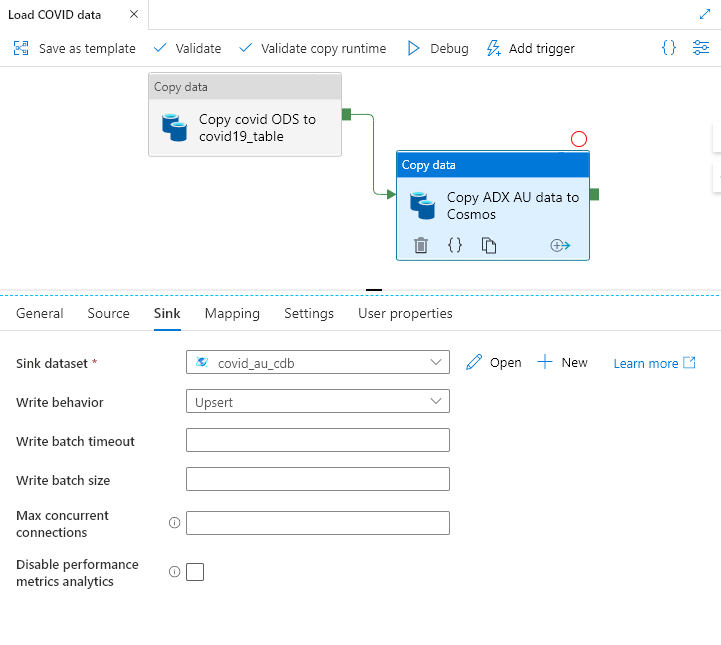 Load COVID data
Save as template Validate Validate copy runtime Debug Add trigger
Copy data
Copy covid ODS to
covid19_table
Copy data
Copy ADX AU data to
Cosmos
General Source Sink Mapping Settings User properties
Sink dataset * covid_au_cdb Open New Learn more
Write behavior Upsert
Write batch timeout
Write batch size
Max concurrent
connections
Disable performance
metrics analytics